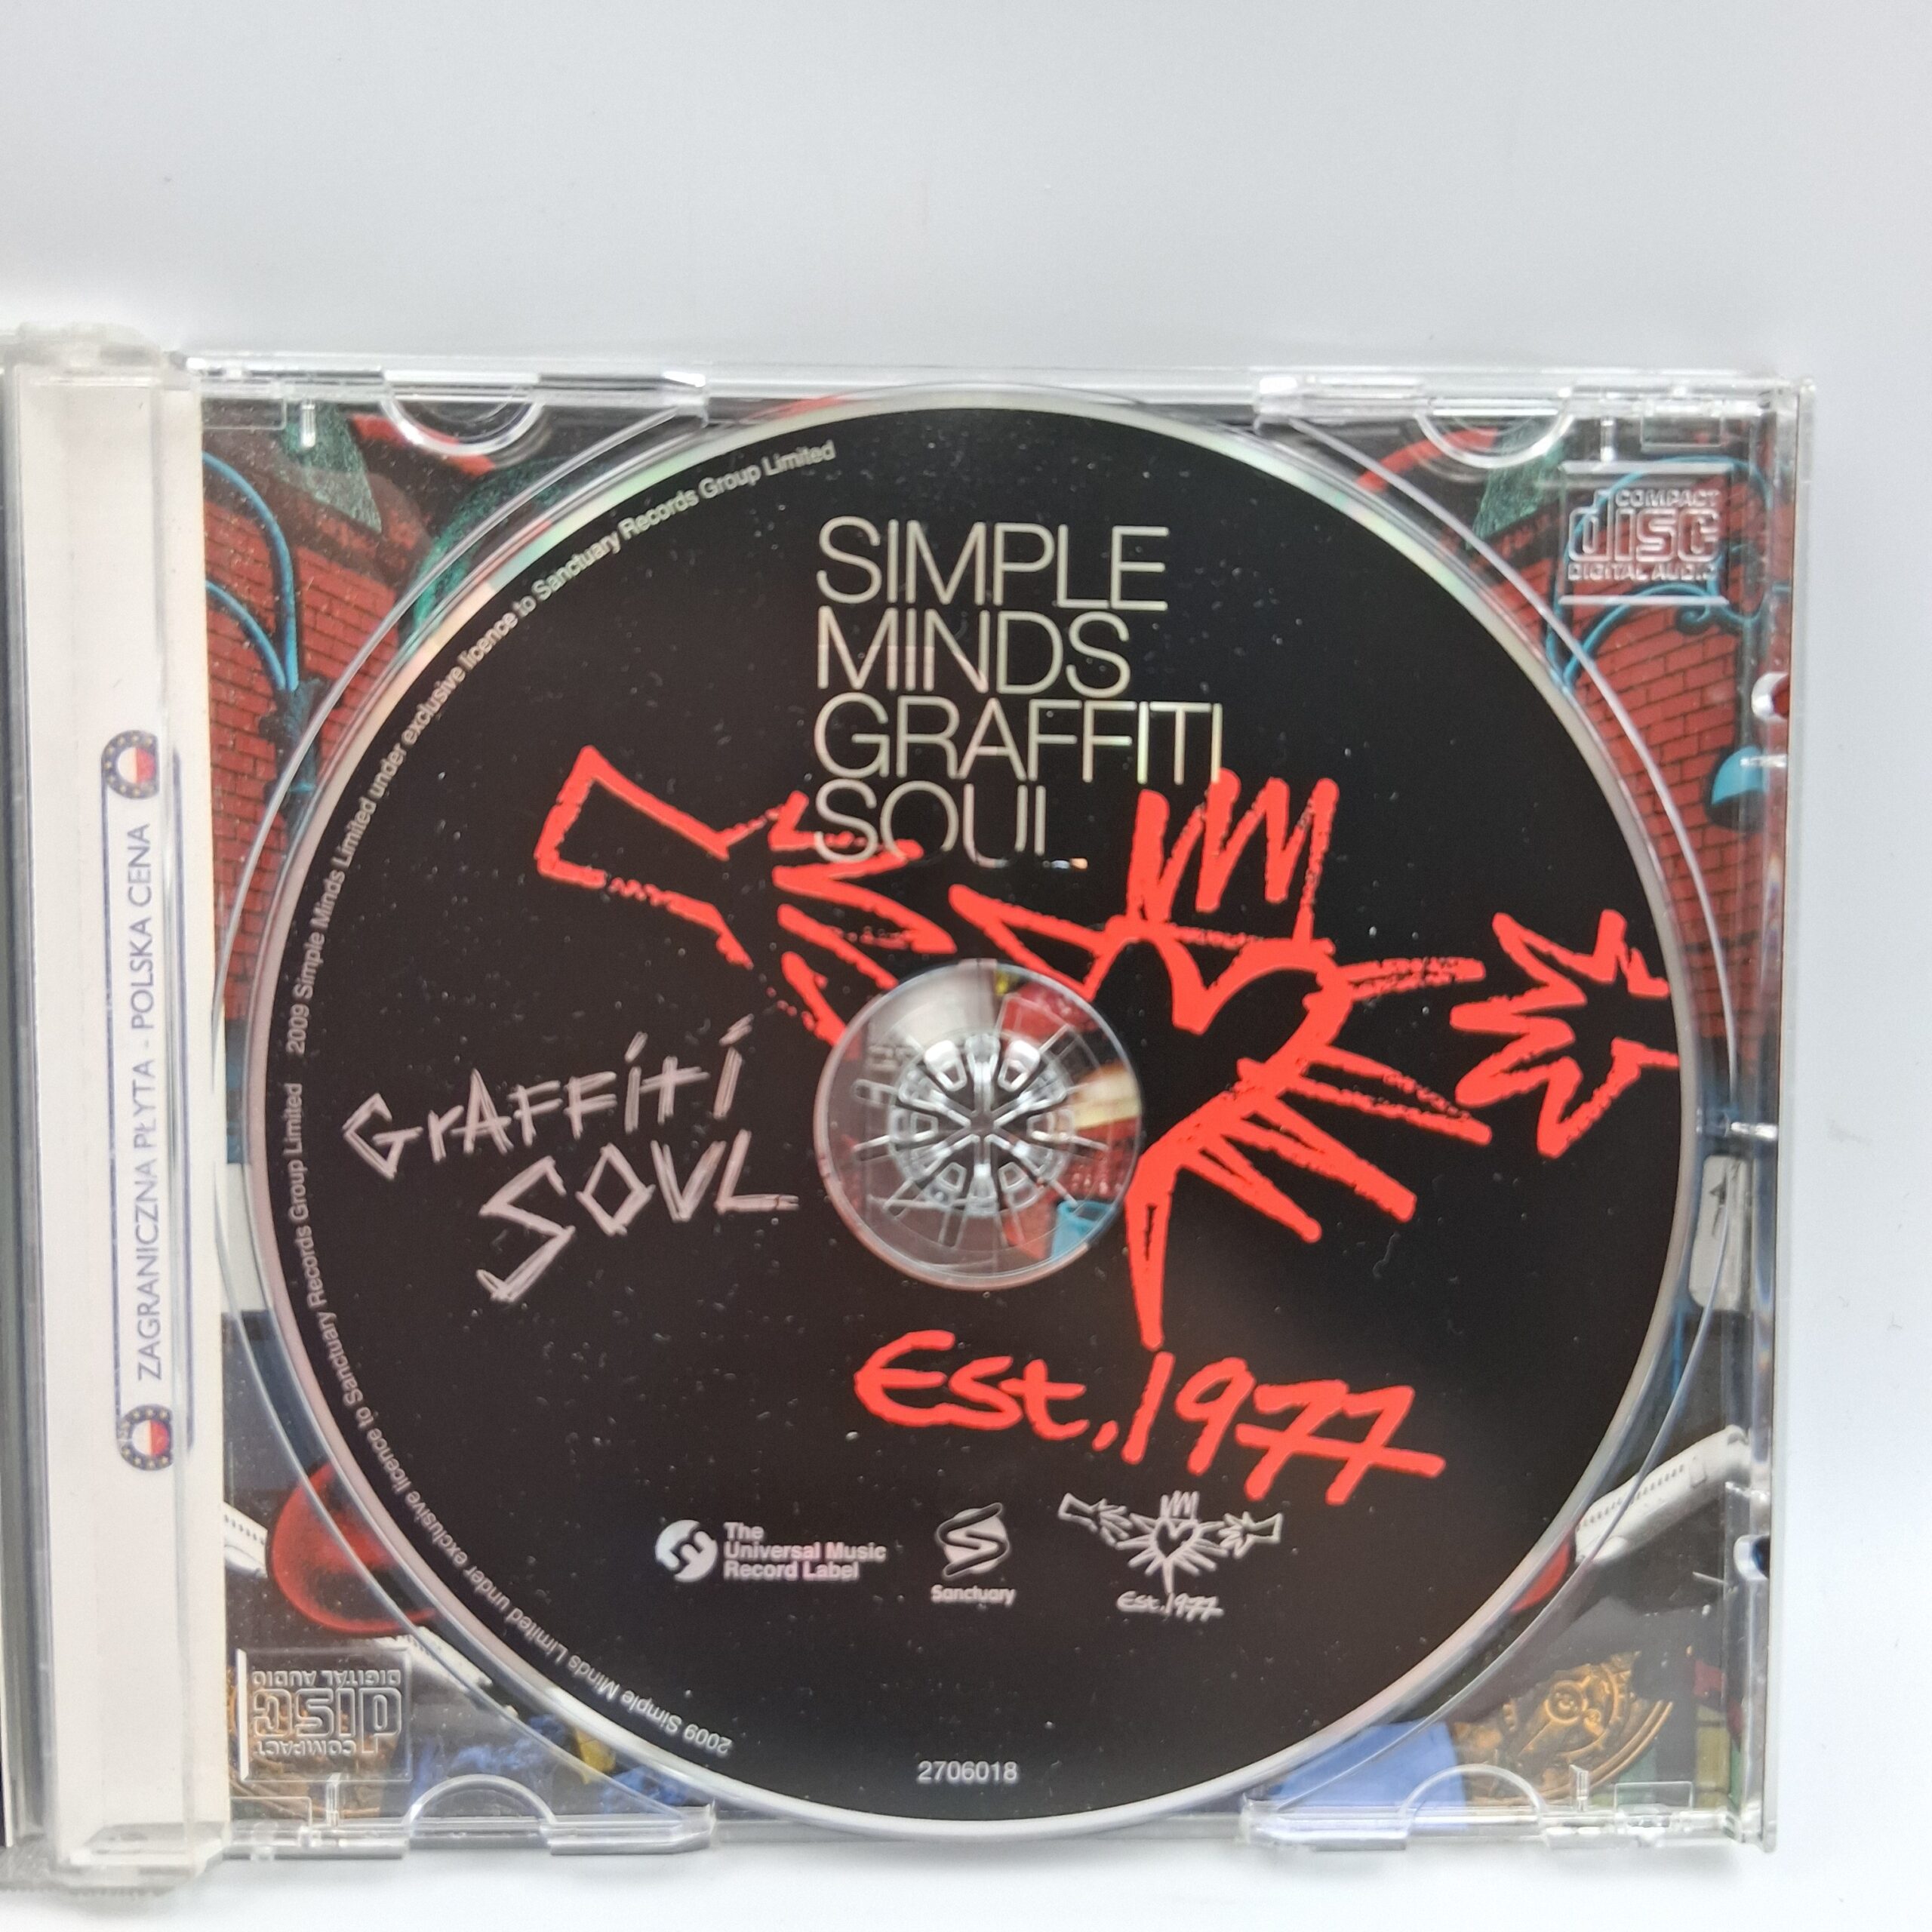 SIMPLE
MINDS
GRAFFITI
SOUL
GrAFFiti
SOUL
Est. 1977
The
Universal Music
Record Label
Sanctuary
Est. 1977
2706018
2009 Simple Minds Limited under exclusive licence to Sanctuary Records Group Limited
2009 Simple Minds Limited under exclusive licence to Sanctuary Records Group Limited
ZAGRANICZNA PŁYTA - POLSKA CENA
COMPACT
disc
DIGITAL AUDIO
COMPACT
disc
DIGITAL AUDIO